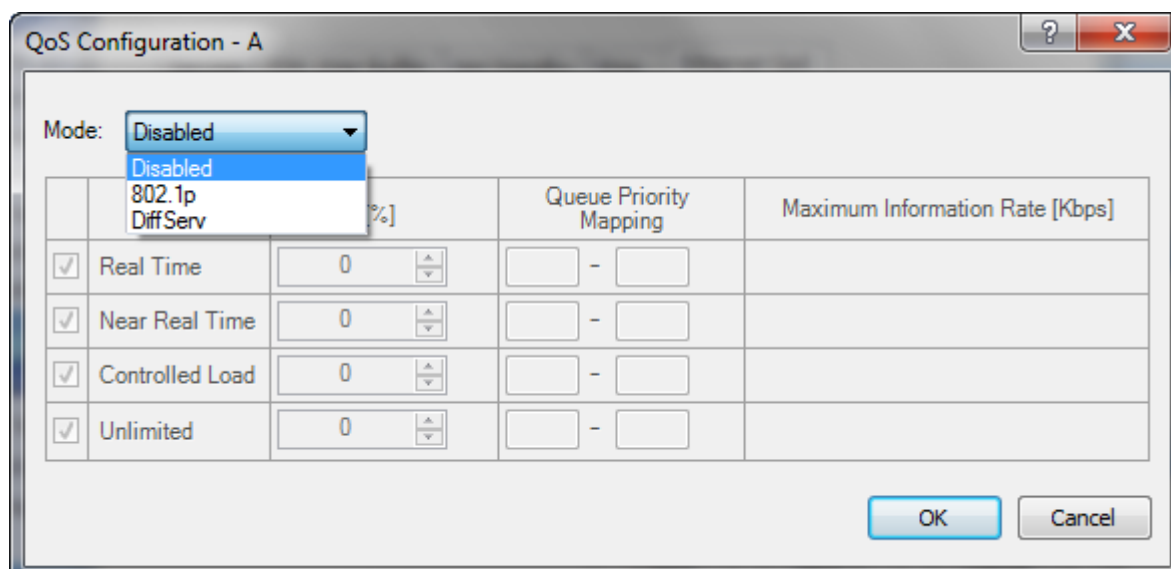 QoS Configuration - A
Mode: Disabled
Disabled
802.1p
DiffServ
[%]
Queue Priority
Mapping
Maximum Information Rate [Kbps]
Real Time 0 -
Near Real Time 0 -
Controlled Load 0 -
Unlimited 0 -
OK Cancel